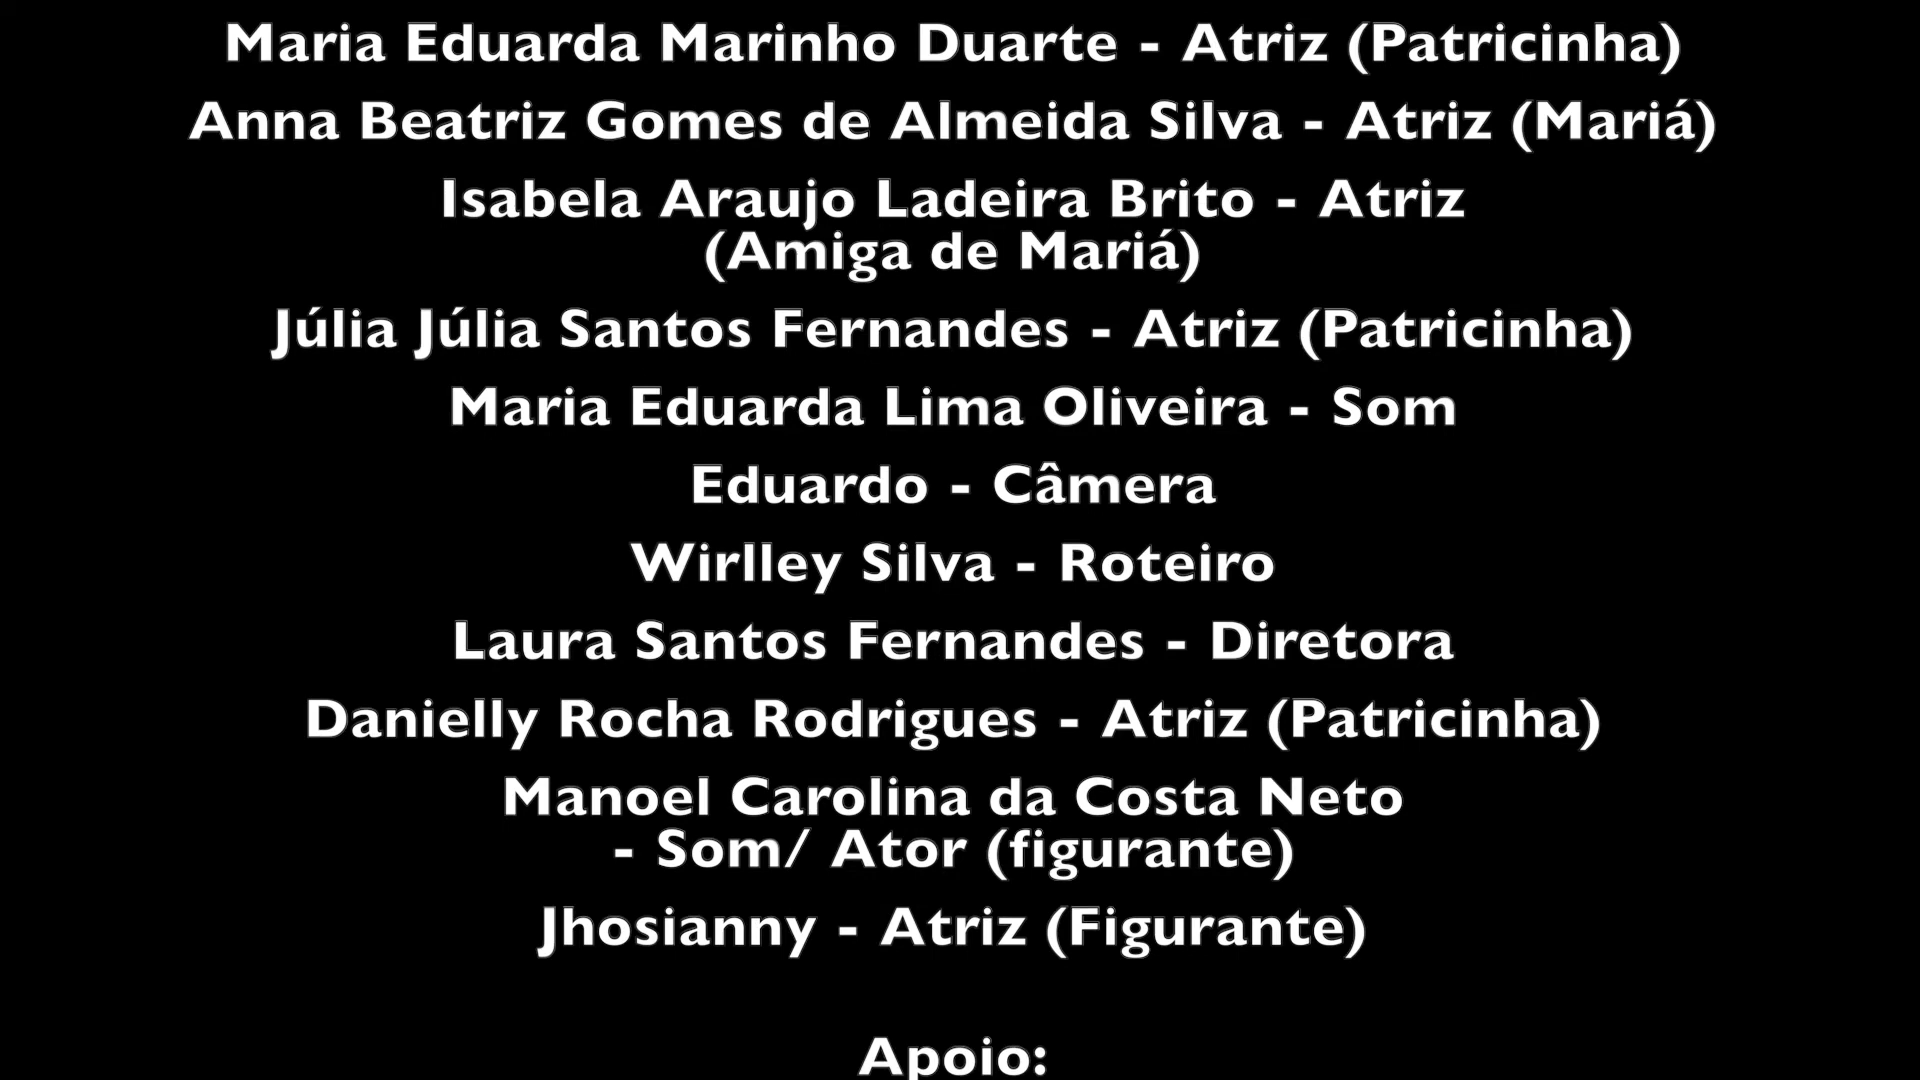 Maria Eduarda Marinho Duarte - Atriz (Patricinha)
Anna Beatriz Gomes de Almeida Silva - Atriz (Mariá)
Isabela Araujo Ladeira Brito - Atriz
(Amiga de Mariá)
Júlia Júlia Santos Fernandes - Atriz (Patricinha)
Maria Eduarda Lima Oliveira - Som
Eduardo - Câmera
Wirlley Silva - Roteiro
Laura Santos Fernandes - Diretora
Danielly Rocha Rodrigues - Atriz (Patricinha)
Manoel Carolina da Costa Neto
- Som/ Ator (figurante)
Jhosianny - Atriz (Figurante)
Apoio: